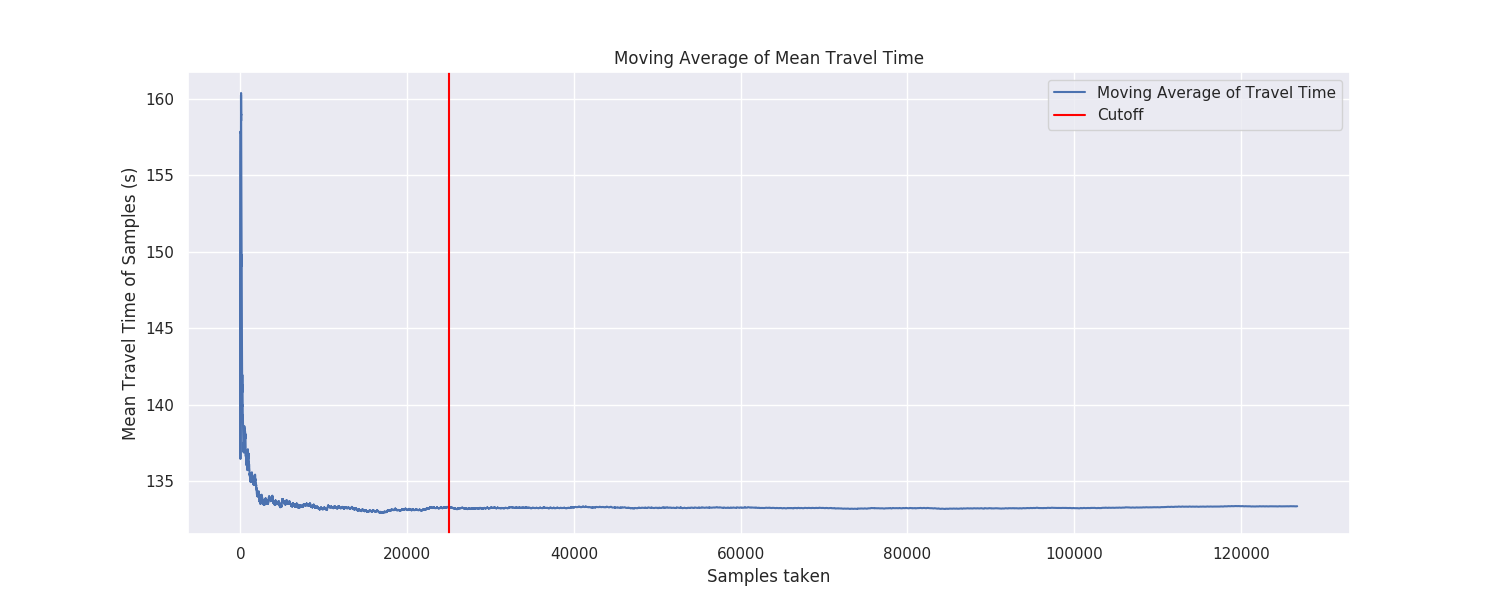 Moving Average of Mean Travel Time
Moving Average of Travel Time
Cutoff
Mean Travel Time of Samples (s)
160
155
150
145
140
135
0 20000 40000 60000 80000 100000 120000
Samples taken